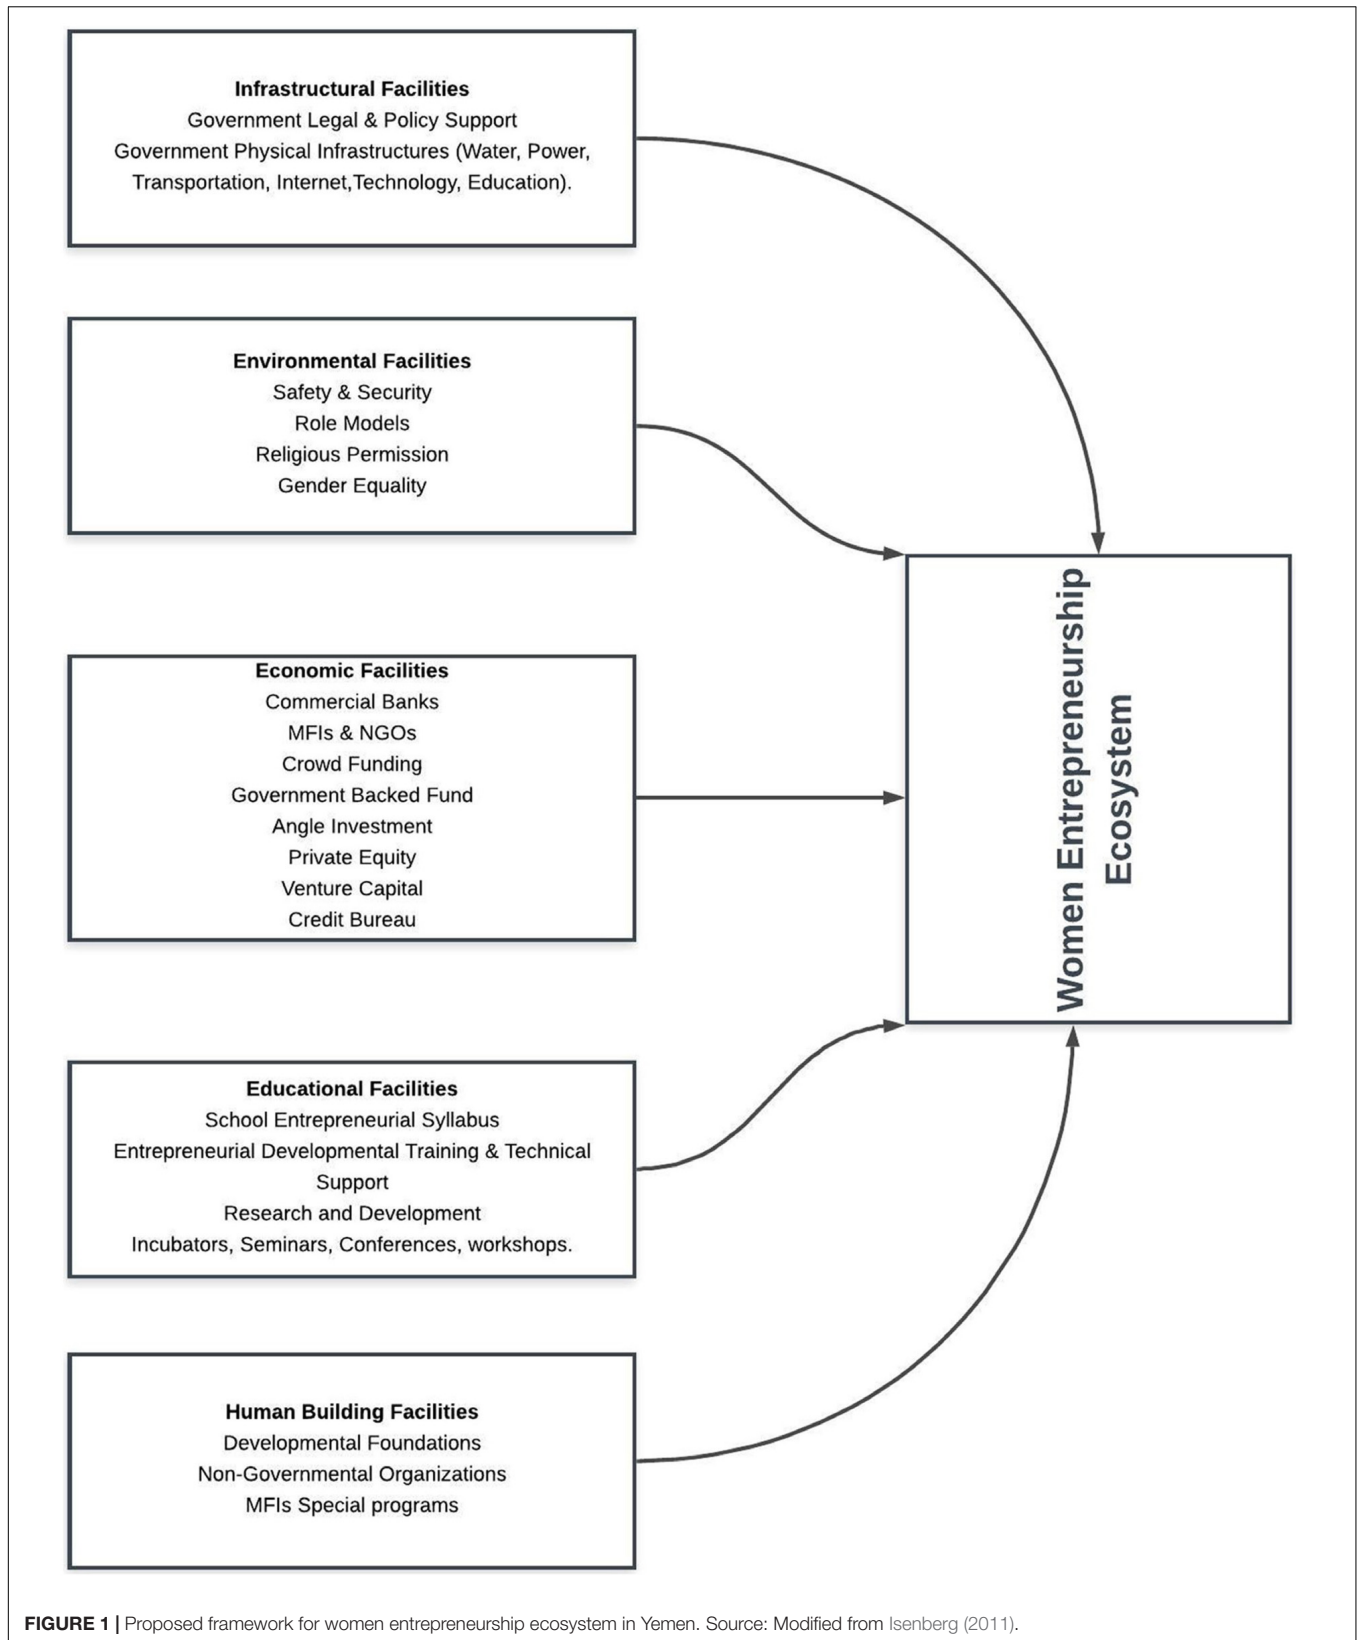 Infrastructural Facilities
Government Legal & Policy Support
Government Physical Infrastructures (Water, Power,
Transportation, Internet,Technology, Education).
Environmental Facilities
Safety & Security
Role Models
Religious Permission
Gender Equality
Economic Facilities
Commercial Banks
MFIs & NGOs
Crowd Funding
Government Backed Fund
Angle Investment
Private Equity
Venture Capital
Credit Bureau
Educational Facilities
School Entrepreneurial Syllabus
Entrepreneurial Developmental Training & Technical
Support
Research and Development
Incubators, Seminars, Conferences, workshops.
Human Building Facilities
Developmental Foundations
Non-Governmental Organizations
MFIs Special programs
Women Entrepreneurship
Ecosystem
FIGURE 1 | Proposed framework for women entrepreneurship ecosystem in Yemen. Source: Modified from Isenberg (2011).